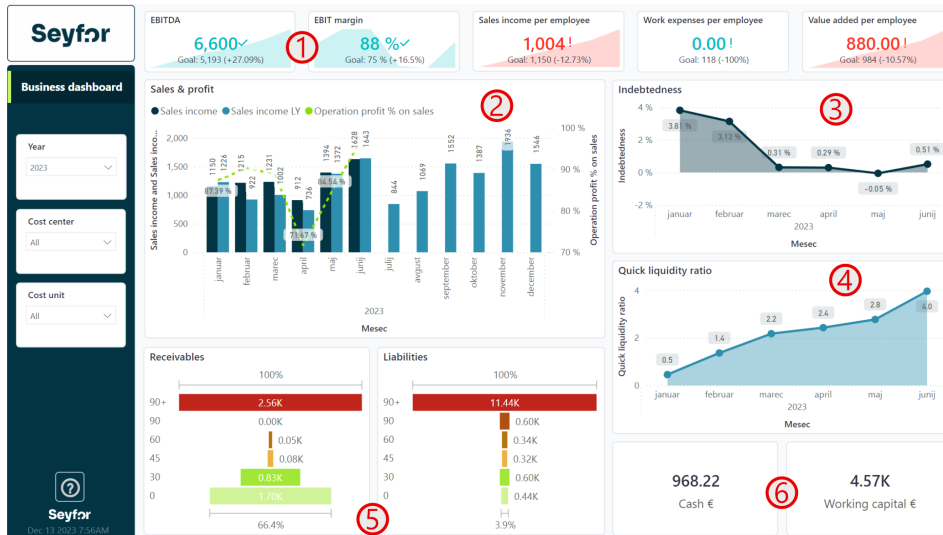 Seyfor
Business dashboard
Year
2023
Cost center
All
Cost unit
All
Seyfor
Dec 13 2023 7:56AM
EBITDA
6,600
Goal: 5,193 (+27.09%)
1
EBIT margin
88 %
Goal: 75 % (+16.5%)
Sales income per employee
1,004 !
Goal: 1,150 (-12.73%)
Work expenses per employee
0.00 !
Goal: 118 (-100%)
Value added per employee
880.00 !
Goal: 984 (-10.57%)
Sales & profit
2
Sales income
Sales income LY
Operation profit % on sales
Sales income and Sales inco...
2,000
1,500
1,000
500
0
1150
1226
1215
922
1231
1002
912
736
1394
1372
1628
1643
844
1069
1552
1387
1936
1546
87.39 %
71.47 %
84.54 %
100 %
90 %
80 %
70 %
Operation profit % on sales
januar
februar
marec
april
maj
junij
julij
avgust
september
oktober
november
december
2023
Mesec
Indebtedness
3
Indebtedness
4 %
2 %
0 %
-2 %
3.81 %
3.13 %
0.31 %
0.29 %
-0.05 %
0.51 %
januar
februar
marec
april
maj
junij
2023
Mesec
Quick liquidity ratio
4
Quick liquidity ratio
4
2
0
0.5
1.4
2.2
2.4
2.8
4.0
januar
februar
marec
april
maj
junij
2023
Mesec
Receivables
100%
90+
2.56K
90
0.00K
60
0.05K
45
0.08K
30
0.83K
0
1.70K
66.4%
5
Liabilities
100%
90+
11.44K
90
0.60K
60
0.34K
45
0.32K
30
0.60K
0
0.44K
3.9%
968.22
Cash €
6
4.57K
Working capital €